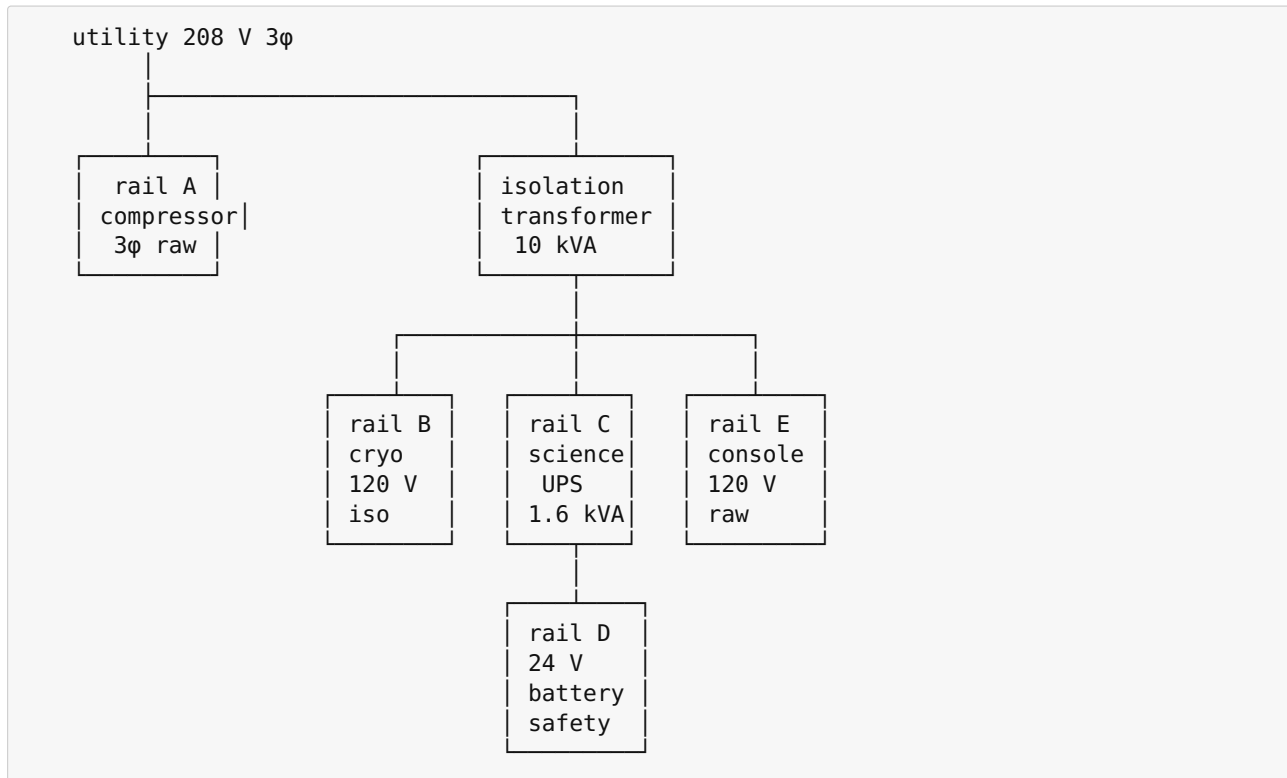 utility 208 V 3φ
rail A
compressor
3φ raw
isolation
transformer
10 kVA
rail B
cryo
120 V
iso
rail C
science
UPS
1.6 kVA
rail E
console
120 V
raw
rail D
24 V
battery
safety